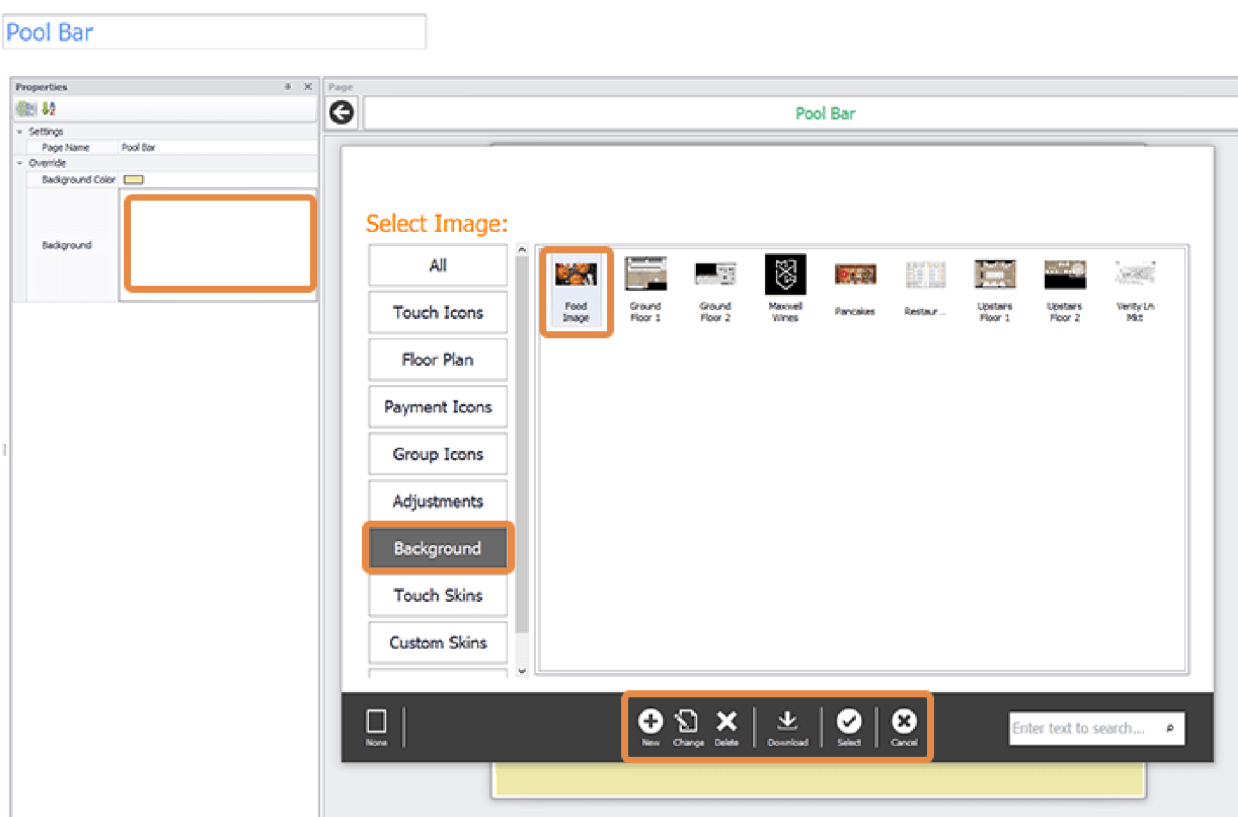 Pool Bar
Properties
Settings
Page Name Pool Bar
Override
Background Color
Background
Page
Pool Bar
Select Image:
All
Touch Icons
Floor Plan
Payment Icons
Group Icons
Adjustments
Background
Touch Skins
Custom Skins
Food
Image
Ground
Floor 1
Ground
Floor 2
Maxwell
Wines
Pancakes
Restaur...
Upstairs
Floor 1
Upstairs
Floor 2
Verity Ln
Mkt
None
New
Change
Delete
Download
Select
Cancel
Enter text to search...